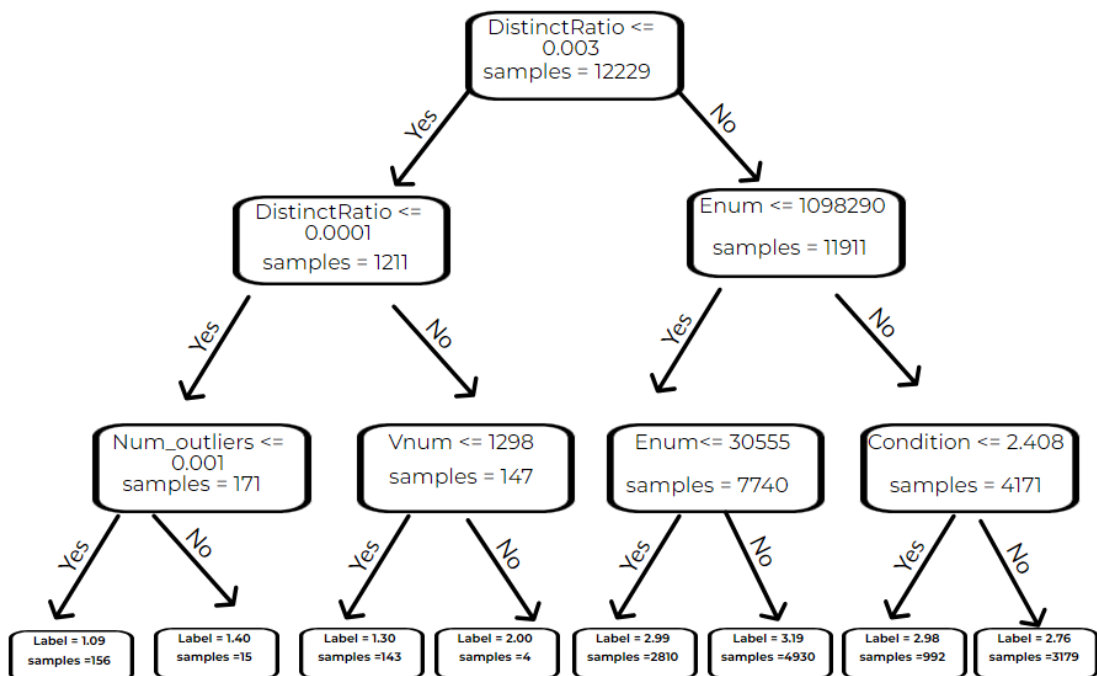 DistinctRatio <=
0.003
samples = 12229
Yes
No
DistinctRatio <=
0.0001
samples = 1211
Enum <= 1098290
samples = 11911
Yes
No
Yes
No
Num_outliers <=
0.001
samples = 171
Vnum <= 1298
samples = 147
Enum<= 30555
samples = 7740
Condition <= 2.408
samples = 4171
Yes
No
Yes
No
Yes
No
Yes
No
Label = 1.09
samples =156
Label = 1.40
samples =15
Label = 1.30
samples =143
Label = 2.00
samples =4
Label = 2.99
samples =2810
Label = 3.19
samples =4930
Label = 2.98
samples =992
Label = 2.76
samples =3179